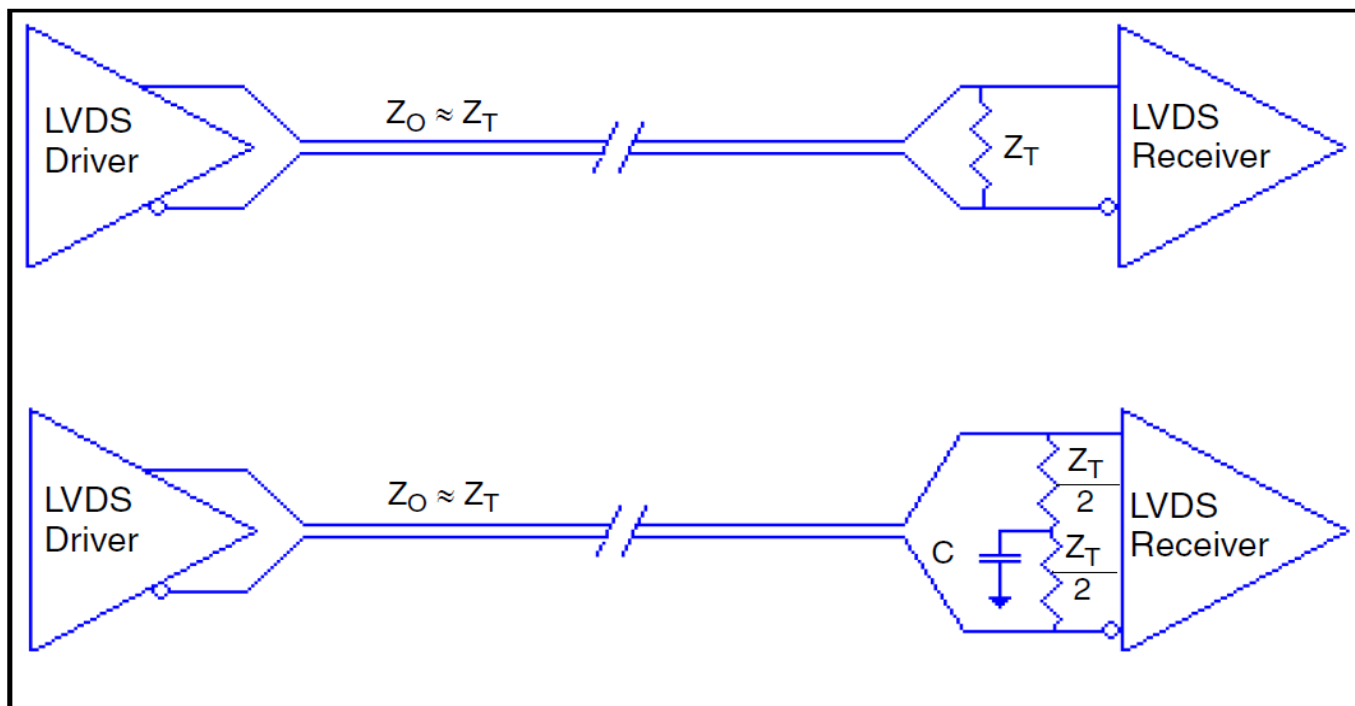 LVDS
Driver
Z_O ≈ Z_T
Z_T
LVDS
Receiver
LVDS
Driver
Z_O ≈ Z_T
C
Z_T
2
Z_T
2
LVDS
Receiver